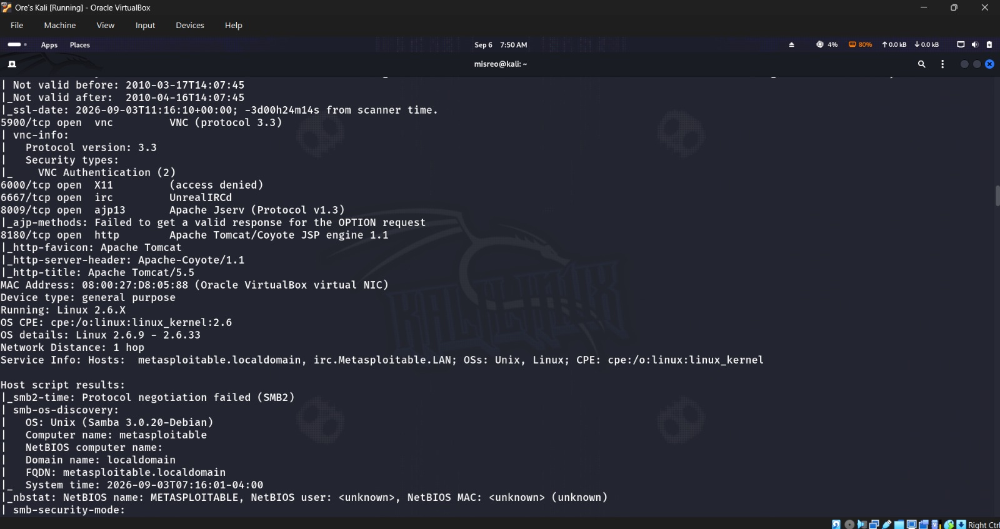 Ore's Kali [Running] - Oracle VirtualBox
File Machine View Input Devices Help
Apps Places Sep 6 7:50 AM 4% 80% ↑0.0 kB ↓0.0 kB
misreo@kali: ~
| Not valid before: 2010-03-17T14:07:45
|_Not valid after:  2010-04-16T14:07:45
|_ssl-date: 2026-09-03T11:16:10+00:00; -3d00h24m14s from scanner time.
5900/tcp open  vnc         VNC (protocol 3.3)
| vnc-info:
|   Protocol version: 3.3
|   Security types:
|_    VNC Authentication (2)
6000/tcp open  X11         (access denied)
6667/tcp open  irc         UnrealIRCd
8009/tcp open  ajp13       Apache Jserv (Protocol v1.3)
|_ajp-methods: Failed to get a valid response for the OPTION request
8180/tcp open  http        Apache Tomcat/Coyote JSP engine 1.1
|_http-favicon: Apache Tomcat
|_http-server-header: Apache-Coyote/1.1
|_http-title: Apache Tomcat/5.5
MAC Address: 08:00:27:D8:05:88 (Oracle VirtualBox virtual NIC)
Device type: general purpose
Running: Linux 2.6.X
OS CPE: cpe:/o:linux:linux_kernel:2.6
OS details: Linux 2.6.9 - 2.6.33
Network Distance: 1 hop
Service Info: Hosts:  metasploitable.localdomain, irc.Metasploitable.LAN; OSs: Unix, Linux; CPE: cpe:/o:linux:linux_kernel
Host script results:
|_smb2-time: Protocol negotiation failed (SMB2)
| smb-os-discovery:
|   OS: Unix (Samba 3.0.20-Debian)
|   Computer name: metasploitable
|   NetBIOS computer name:
|   Domain name: localdomain
|   FQDN: metasploitable.localdomain
|_  System time: 2026-09-03T07:16:01-04:00
|_nbstat: NetBIOS name: METASPLOITABLE, NetBIOS user: <unknown>, NetBIOS MAC: <unknown> (unknown)
| smb-security-mode:
KALI LINUX
Right Ctrl